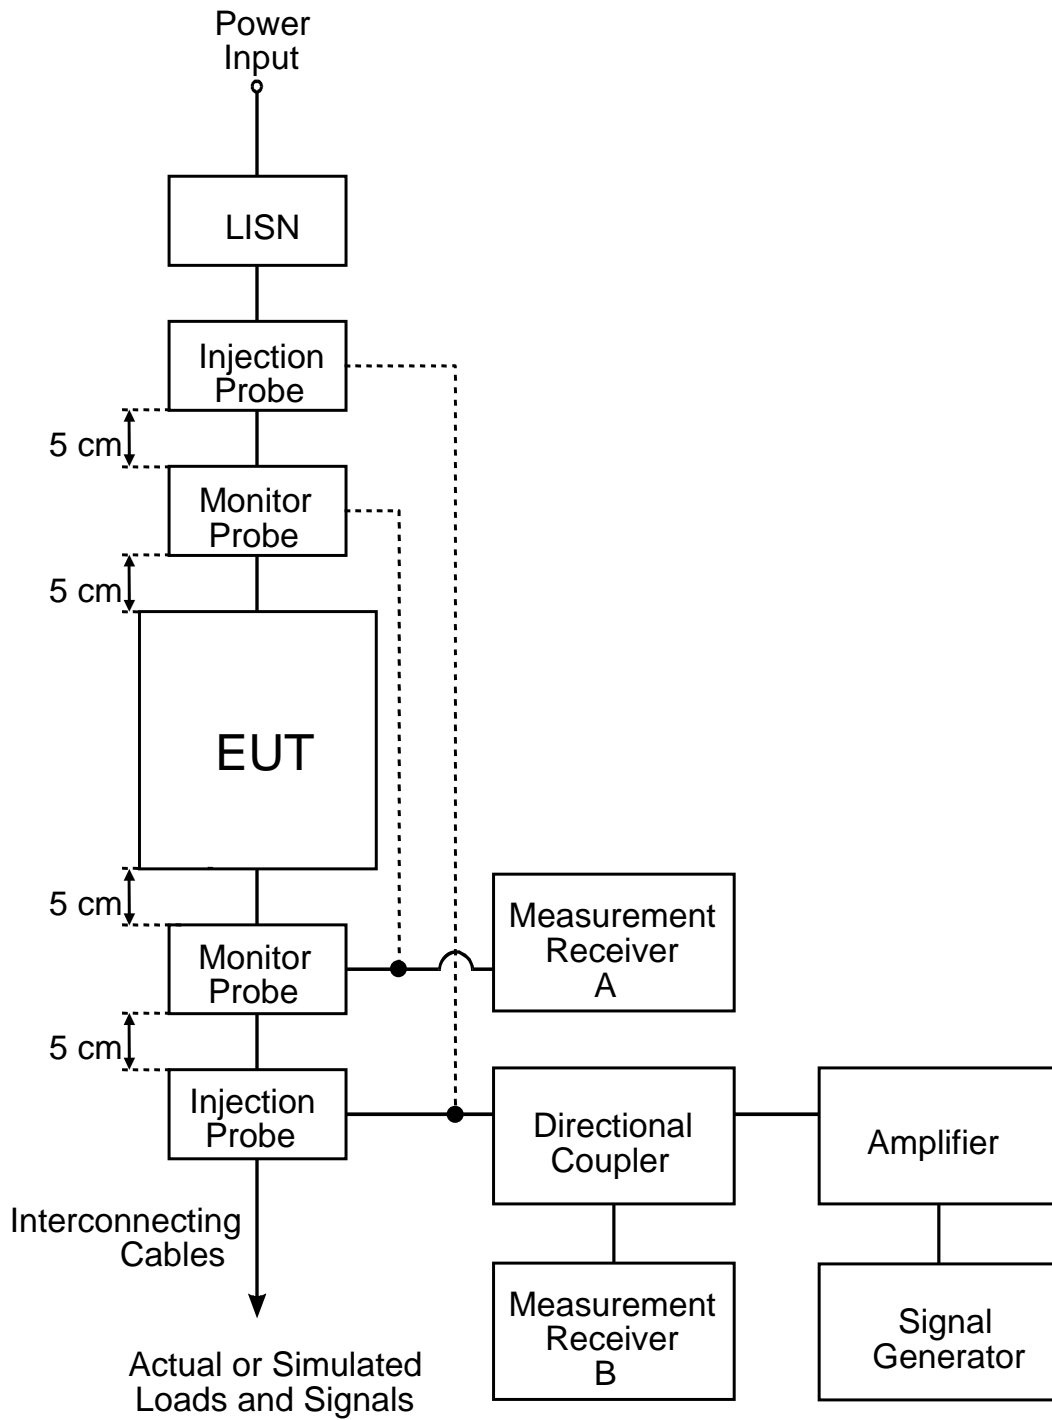 Power
Input
LISN
Injection
Probe
5 cm
Monitor
Probe
5 cm
EUT
5 cm
Monitor
Probe
Measurement
Receiver
A
5 cm
Injection
Probe
Directional
Coupler
Amplifier
Interconnecting
Cables
Measurement
Receiver
B
Signal
Generator
Actual or Simulated
Loads and Signals